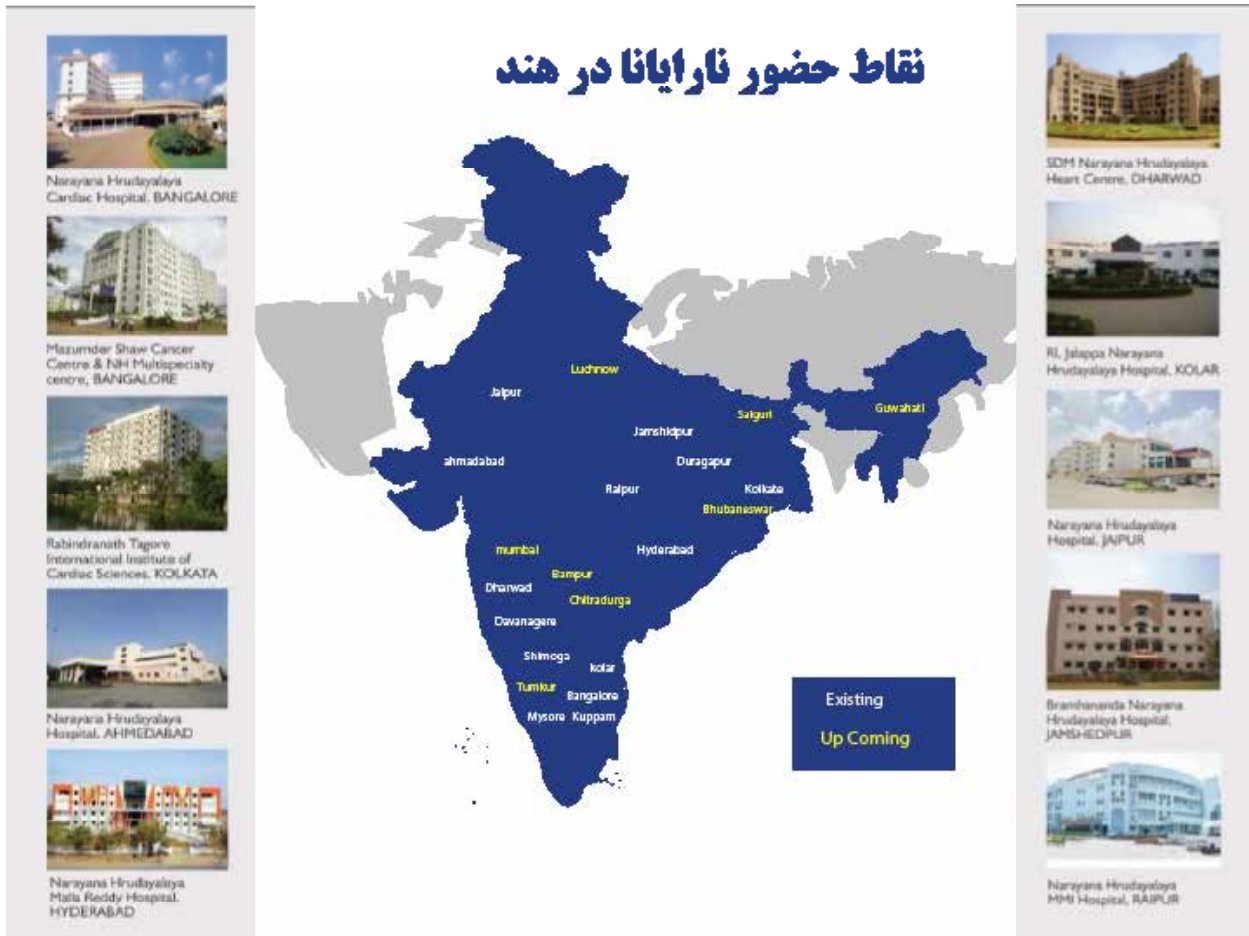 نقاط حضور نارایانا در هند
Narayana Hrudayalaya
Cardiac Hospital, BANGALORE
Mazumder Shaw Cancer
Centre & NH Multispecialty
centre, BANGALORE
Rabindranath Tagore
International Institute of
Cardiac Sciences, KOLKATA
Narayana Hrudayalaya
Hospital, AHMEDABAD
Narayana Hrudayalaya
Malla Reddy Hospital,
HYDERABAD
Luchnow
Jaipur
Saiguri
Guwahati
Jamshidpur
ahmadabad
Duragapur
Raipur
Kolkate
Bhubaneswar
mumbai
Hyderabad
Bampur
Dharwad
Chitradurga
Davanagere
Shimoga
kolar
Tumkur
Bangalore
Mysore Kuppam
Existing
Up Coming
SDM Narayana Hrudayalaya
Heart Centre, DHARWAD
RL Jalappa Narayana
Hrudayalaya Hospital, KOLAR
Narayana Hrudayalaya
Hospital, JAIPUR
Bramhananda Narayana
Hrudayalaya Hospital,
JAMSHEDPUR
Narayana Hrudayalaya
MMI Hospital, RAIPUR